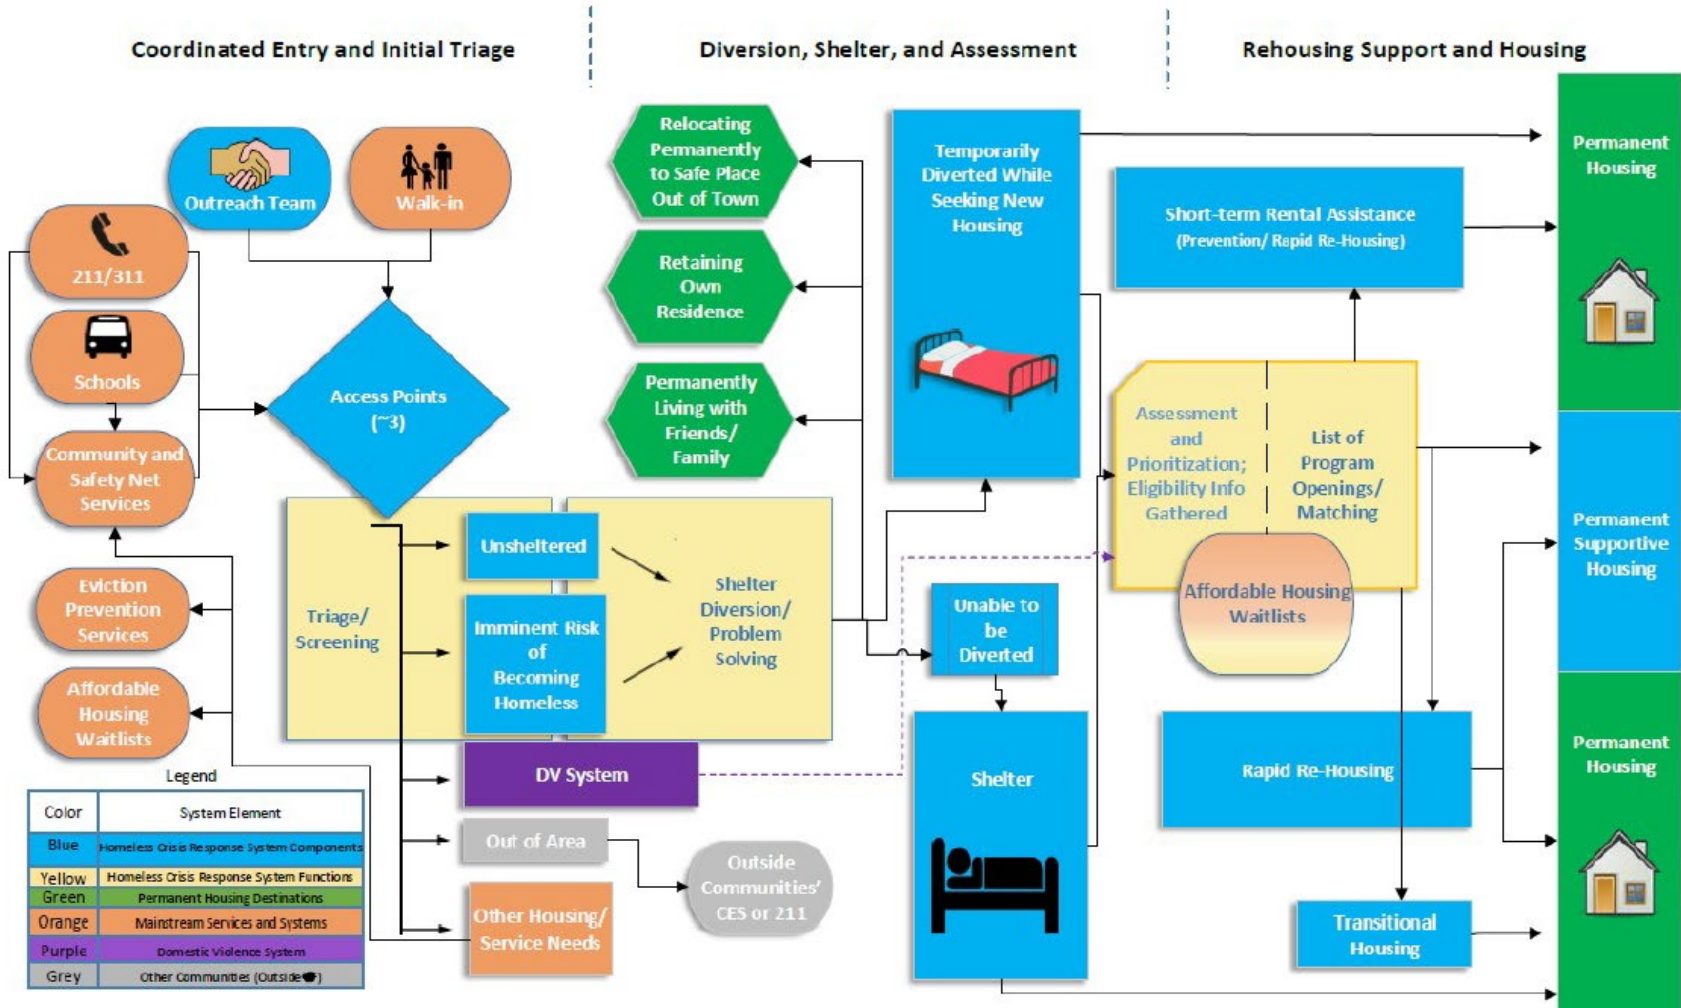 Coordinated Entry and Initial Triage
Diversion, Shelter, and Assessment
Rehousing Support and Housing
Outreach Team
Walk-in
211/311
Schools
Community and
Safety Net
Services
Eviction
Prevention
Services
Affordable
Housing
Waitlists
Access Points
(~3)
Triage/
Screening
Unsheltered
Imminent Risk
of
Becoming
Homeless
DV System
Out of Area
Other Housing/
Service Needs
Shelter
Diversion/
Problem
Solving
Outside
Communities'
CES or 211
Relocating
Permanently
to Safe Place
Out of Town
Retaining
Own
Residence
Permanently
Living with
Friends/
Family
Temporarily
Diverted While
Seeking New
Housing
Unable to
be
Diverted
Shelter
Short-term Rental Assistance
(Prevention/ Rapid Re-Housing)
Assessment
and
Prioritization;
Eligibility Info
Gathered
List of
Program
Openings/
Matching
Affordable Housing
Waitlists
Rapid Re-Housing
Transitional
Housing
Permanent
Housing
Permanent
Supportive
Housing
Permanent
Housing
Legend
Color System Element
Blue Homeless Crisis Response System Components
Yellow Homeless Crisis Response System Functions
Green Permanent Housing Destinations
Orange Mainstream Services and Systems
Purple Domestic Violence System
Grey Other Communities (Outside )